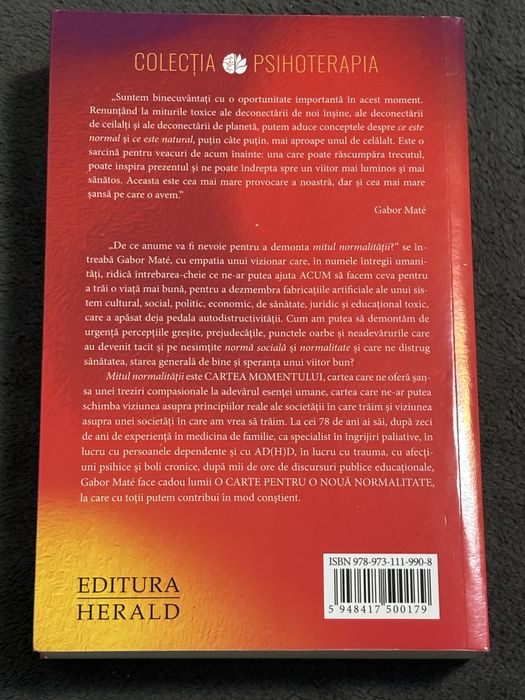 COLECȚIA PSIHOTERAPIA
„Suntem binecuvântați cu o oportunitate importantă în acest moment.
Renunțând la miturile toxice ale deconectării de noi înșine, ale deconectării
de ceilalți și ale deconectării de planetă, putem aduce conceptele despre ce este
normal și ce este natural, puțin câte puțin, mai aproape unul de celălalt. Este o
sarcină pentru veacuri de acum înainte: una care poate răscumpăra trecutul,
poate inspira prezentul și ne poate îndrepta spre un viitor mai luminos și mai
sănătos. Aceasta este cea mai mare provocare a noastră, dar și cea mai mare
șansă pe care o avem.”
Gabor Maté
„De ce anume va fi nevoie pentru a demonta mitul normalității?” se în-
treabă Gabor Maté, cu empatia unui vizionar care, în numele întregii umani-
tăți, ridică întrebarea-cheie ce ne-ar putea ajuta ACUM să facem ceva pentru
a trăi o viață mai bună, pentru a dezmembra fabricațiile artificiale ale unui sis-
tem cultural, social, politic, economic, de sănătate, juridic și educațional toxic,
care a apăsat deja pedala autodistructivității. Cum am putea să demontăm de
urgență percepțiile greșite, prejudecățile, punctele oarbe și neadevărurile care
au devenit tacit și pe nesimțite normă socială și normalitate și care ne distrug
sănătatea, starea generală de bine și speranța unui viitor bun?
Mitul normalității este CARTEA MOMENTULUI, cartea care ne oferă șan-
sa unei treziri compasionale la adevărul esenței umane, cartea care ne-ar putea
schimba viziunea asupra principiilor reale ale societății în care trăim și viziunea
asupra unei societăți în care am vrea să trăim. La cei 78 de ani ai săi, după zeci
de ani de experiență în medicina de familie, ca specialist în îngrijiri paliative, în
lucru cu persoanele dependente și cu AD(H)D, în lucru cu trauma, cu afecți-
uni psihice și boli cronice, după mii de ore de discursuri publice educaționale,
Gabor Maté face cadou lumii O CARTE PENTRU O NOUĂ NORMALITATE,
la care cu toții putem contribui în mod conștient.
EDITURA
HERALD
ISBN 978-973-111-990-8
5 948417 500179